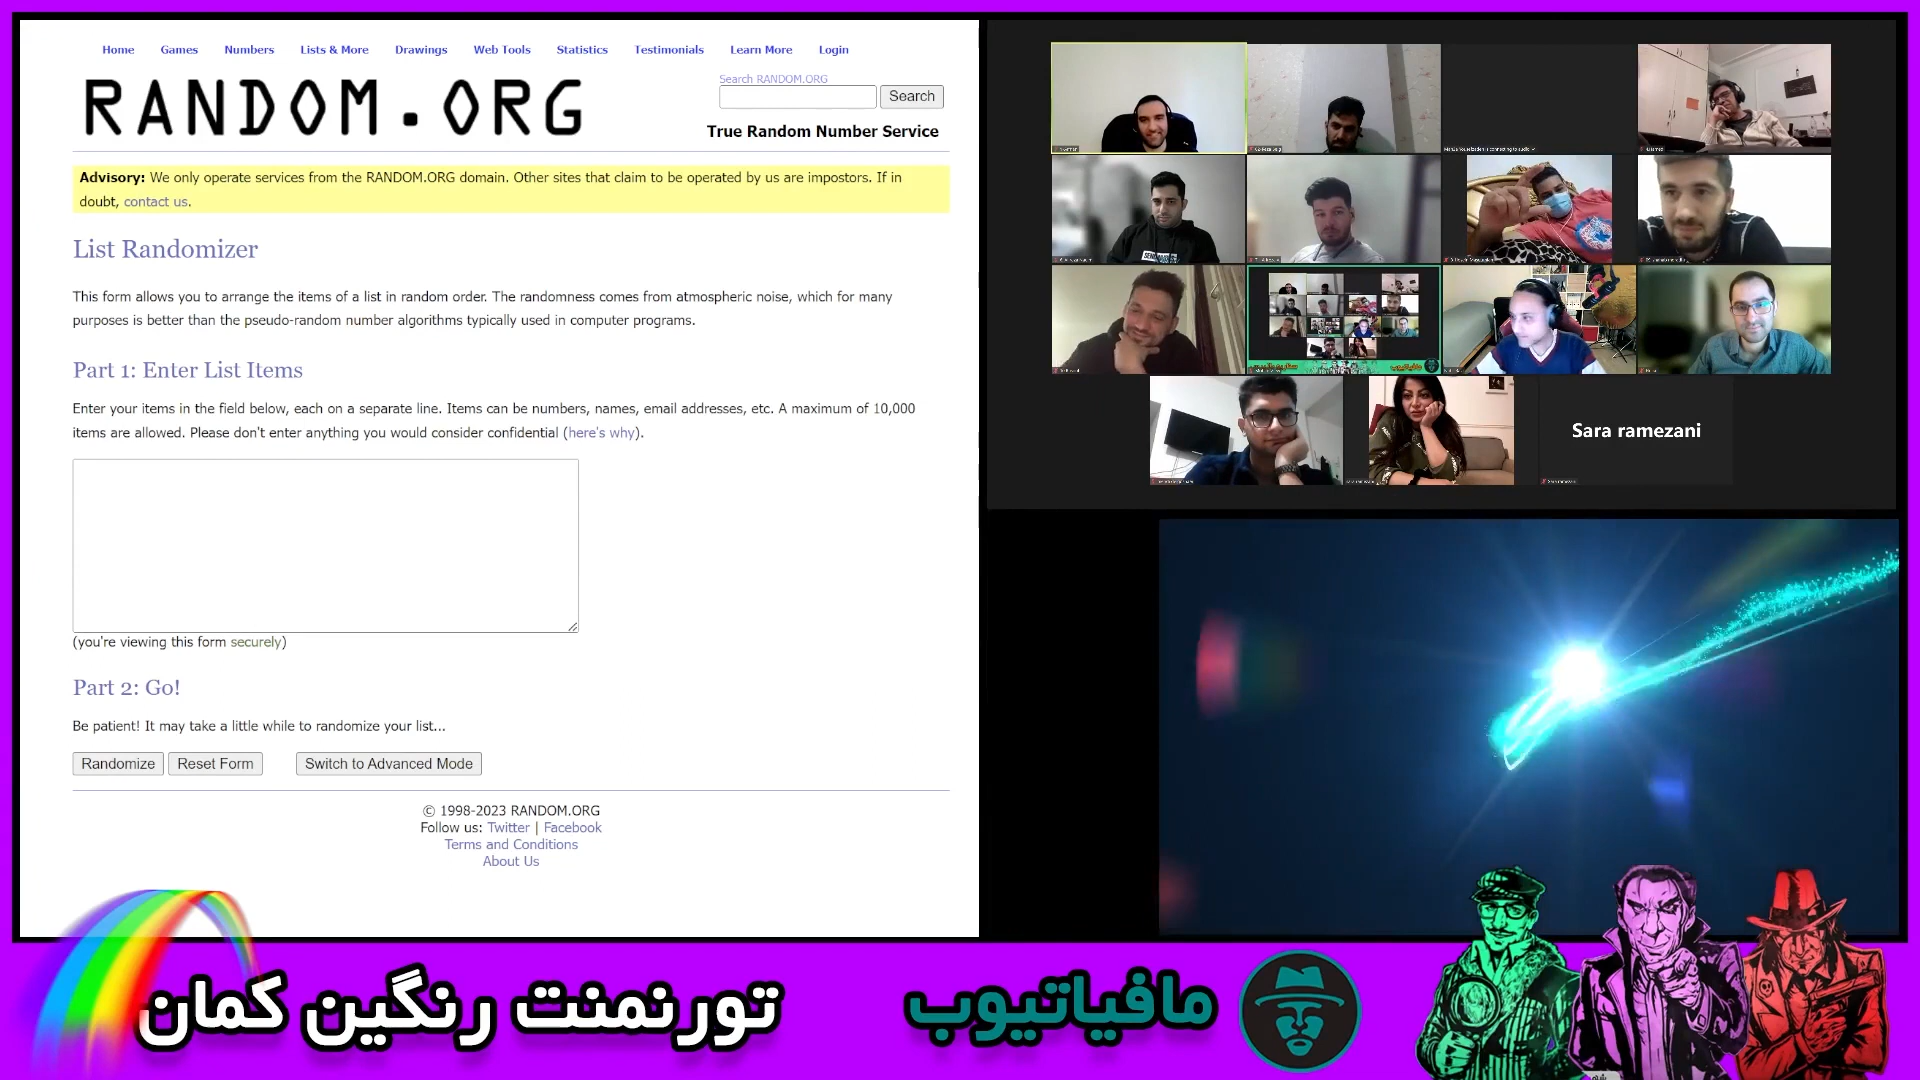 Home Games Numbers Lists & More Drawings Web Tools Statistics Testimonials Learn More Login
RANDOM.ORG
Search RANDOM.ORG
Search
True Random Number Service
Advisory: We only operate services from the RANDOM.ORG domain. Other sites that claim to be operated by us are impostors. If in
doubt, contact us.
List Randomizer
This form allows you to arrange the items of a list in random order. The randomness comes from atmospheric noise, which for many
purposes is better than the pseudo-random number algorithms typically used in computer programs.
Part 1: Enter List Items
Enter your items in the field below, each on a separate line. Items can be numbers, names, email addresses, etc. A maximum of 10,000
items are allowed. Please don't enter anything you would consider confidential (here's why).
(you're viewing this form securely)
Part 2: Go!
Be patient! It may take a little while to randomize your list...
Randomize Reset Form Switch to Advanced Mode
© 1998-2023 RANDOM.ORG
Follow us: Twitter | Facebook
Terms and Conditions
About Us
Sara ramezani
مافیاتیوب
تورنمنت رنگین کمان